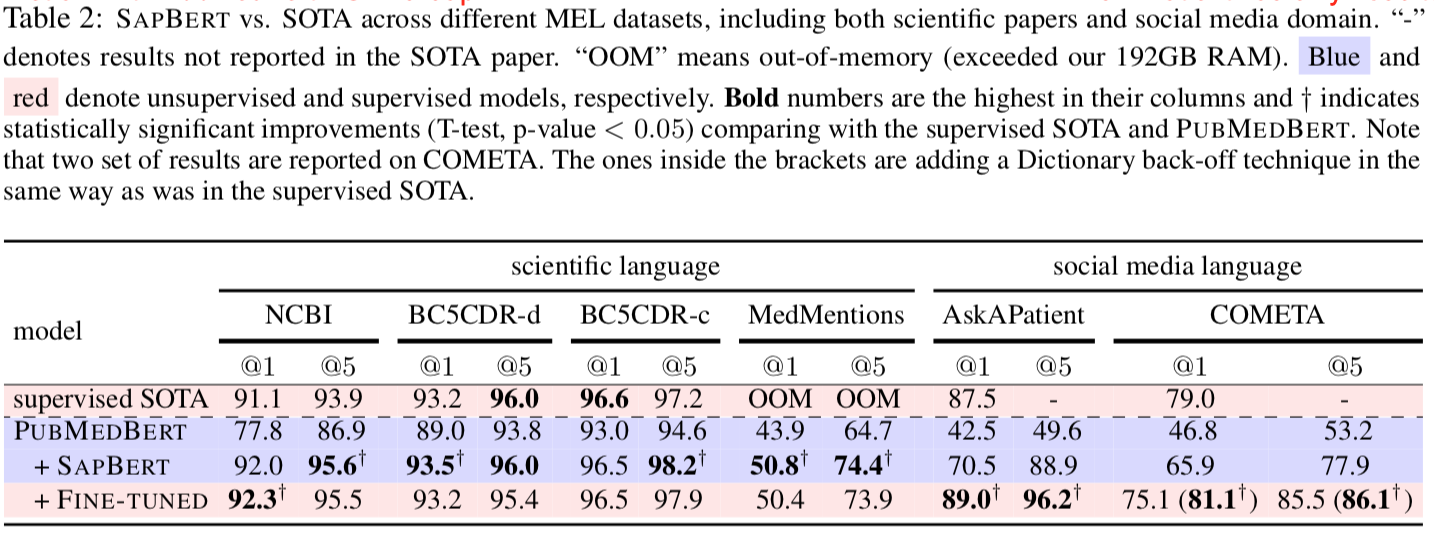 Table 2: SAPBERT vs. SOTA across different MEL datasets, including both scientific papers and social media domain. “-”
denotes results not reported in the SOTA paper. “OOM” means out-of-memory (exceeded our 192GB RAM). Blue and
red denote unsupervised and supervised models, respectively. Bold numbers are the highest in their columns and † indicates
statistically significant improvements (T-test, p-value < 0.05) comparing with the supervised SOTA and PUBMEDBERT. Note
that two set of results are reported on COMETA. The ones inside the brackets are adding a Dictionary back-off technique in the
same way as was in the supervised SOTA.
scientific language social media language
model NCBI BC5CDR-d BC5CDR-c MedMentions AskAPatient COMETA
@1 @5 @1 @5 @1 @5 @1 @5 @1 @5 @1 @5
supervised SOTA 91.1 93.9 93.2 96.0 96.6 97.2 OOM OOM 87.5 - 79.0 -
PUBMEDBERT 77.8 86.9 89.0 93.8 93.0 94.6 43.9 64.7 42.5 49.6 46.8 53.2
+ SAPBERT 92.0 95.6† 93.5† 96.0 96.5 98.2† 50.8† 74.4† 70.5 88.9 65.9 77.9
+ FINE-TUNED 92.3† 95.5 93.2 95.4 96.5 97.9 50.4 73.9 89.0† 96.2† 75.1 (81.1†) 85.5 (86.1†)